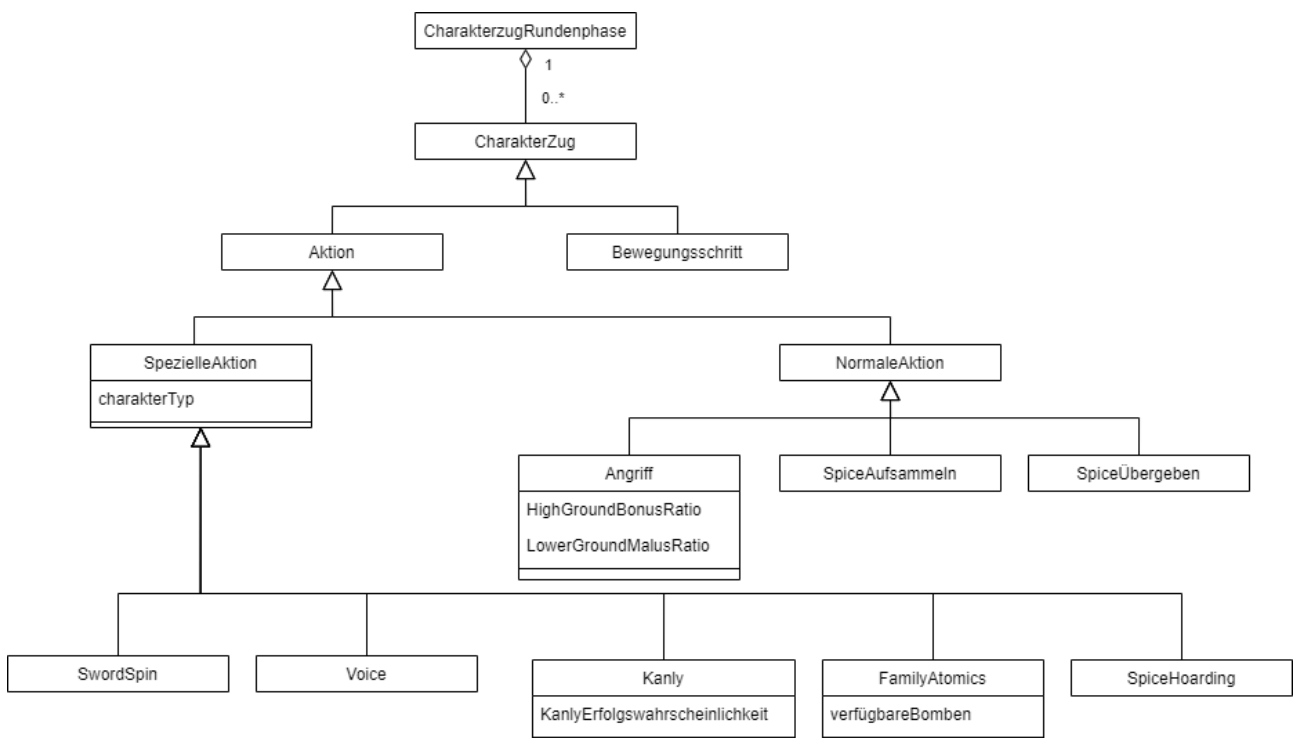 CharakterzugRundenphase
1
0..*
CharakterZug
Aktion
Bewegungsschritt
SpezielleAktion
charakterTyp
NormaleAktion
Angriff
HighGroundBonusRatio
LowerGroundMalusRatio
SpiceAufsammeln
SpiceÜbergeben
SwordSpin
Voice
Kanly
KanlyErfolgswahrscheinlichkeit
FamilyAtomics
verfügbareBomben
SpiceHoarding